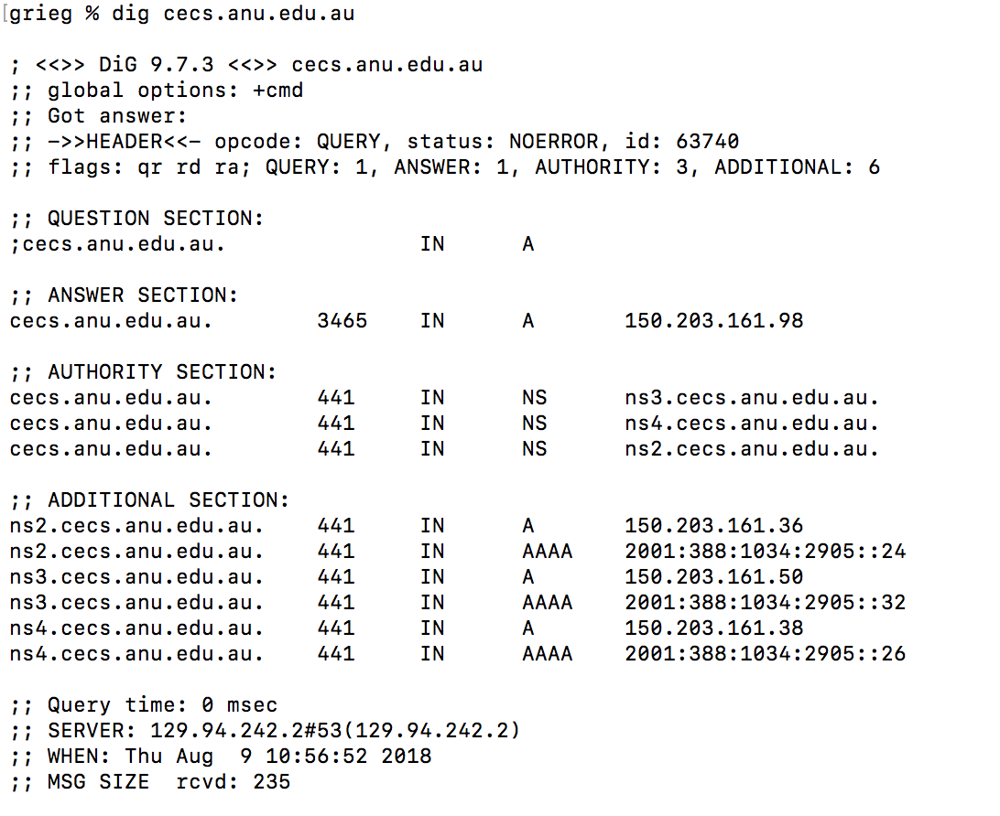 [grieg % dig cecs.anu.edu.au
; <<>> DiG 9.7.3 <<>> cecs.anu.edu.au
;; global options: +cmd
;; Got answer:
;; ->>HEADER<<- opcode: QUERY, status: NOERROR, id: 63740
;; flags: qr rd ra; QUERY: 1, ANSWER: 1, AUTHORITY: 3, ADDITIONAL: 6
;; QUESTION SECTION:
;cecs.anu.edu.au. IN A
;; ANSWER SECTION:
cecs.anu.edu.au. 3465 IN A 150.203.161.98
;; AUTHORITY SECTION:
cecs.anu.edu.au. 441 IN NS ns3.cecs.anu.edu.au.
cecs.anu.edu.au. 441 IN NS ns4.cecs.anu.edu.au.
cecs.anu.edu.au. 441 IN NS ns2.cecs.anu.edu.au.
;; ADDITIONAL SECTION:
ns2.cecs.anu.edu.au. 441 IN A 150.203.161.36
ns2.cecs.anu.edu.au. 441 IN AAAA 2001:388:1034:2905::24
ns3.cecs.anu.edu.au. 441 IN A 150.203.161.50
ns3.cecs.anu.edu.au. 441 IN AAAA 2001:388:1034:2905::32
ns4.cecs.anu.edu.au. 441 IN A 150.203.161.38
ns4.cecs.anu.edu.au. 441 IN AAAA 2001:388:1034:2905::26
;; Query time: 0 msec
;; SERVER: 129.94.242.2#53(129.94.242.2)
;; WHEN: Thu Aug  9 10:56:52 2018
;; MSG SIZE  rcvd: 235